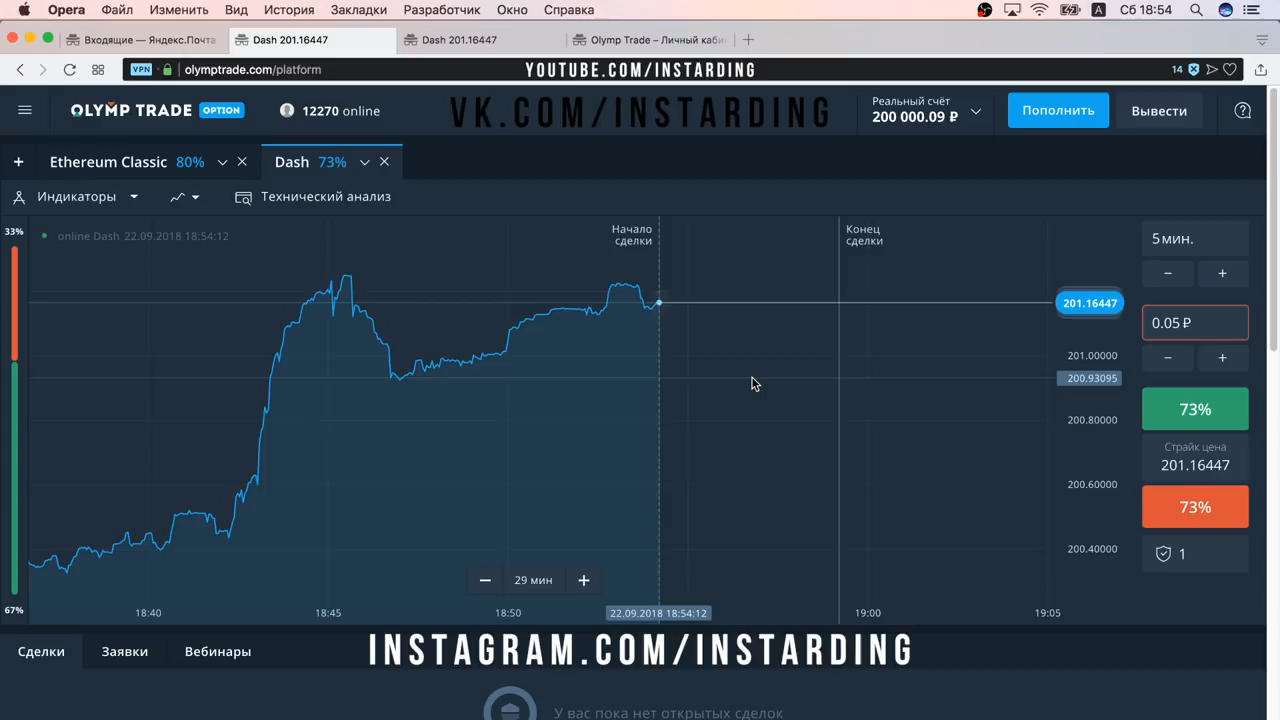 Opera Файл Изменить Вид История Закладки Разработчик Окно Справка A Сб 18:54
Входящие — Яндекс.Почта Dash 201.16447 Dash 201.16447 Olymp Trade – Личный каби
VPN olymptrade.com/platform YOUTUBE.COM/INSTARDING 14
OLYMP TRADE OPTION 12270 online VK.COM/INSTARDING
Реальный счёт
200 000.09 ₽
Пополнить Вывести
Ethereum Classic 80% Dash 73%
Индикаторы Технический анализ
33%
online Dash 22.09.2018 18:54:12
Начало
сделки
Конец
сделки
5 мин.
− +
201.16447
0.05 ₽
− +
201.00000
200.93095
200.80000
200.60000
200.40000
73%
Страйк цена
201.16447
73%
1
− 29 мин +
67%
18:40 18:45 18:50 22.09.2018 18:54:12 19:00 19:05
Сделки Заявки Вебинары
INSTAGRAM.COM/INSTARDING
У вас пока нет открытых сделок